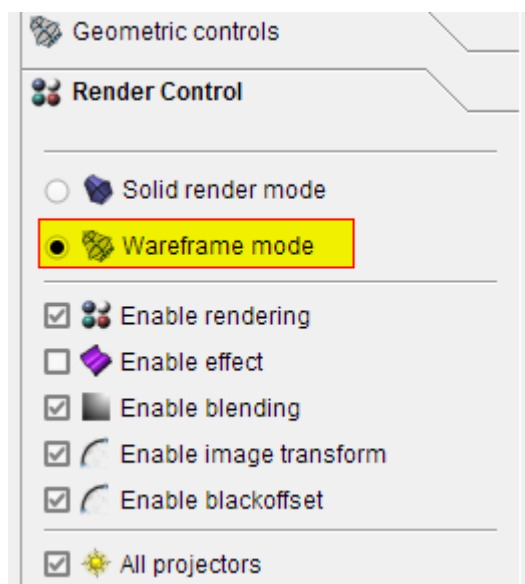 Geometric controls
Render Control
Solid render mode
Wareframe mode
Enable rendering
Enable effect
Enable blending
Enable image transform
Enable blackoffset
All projectors